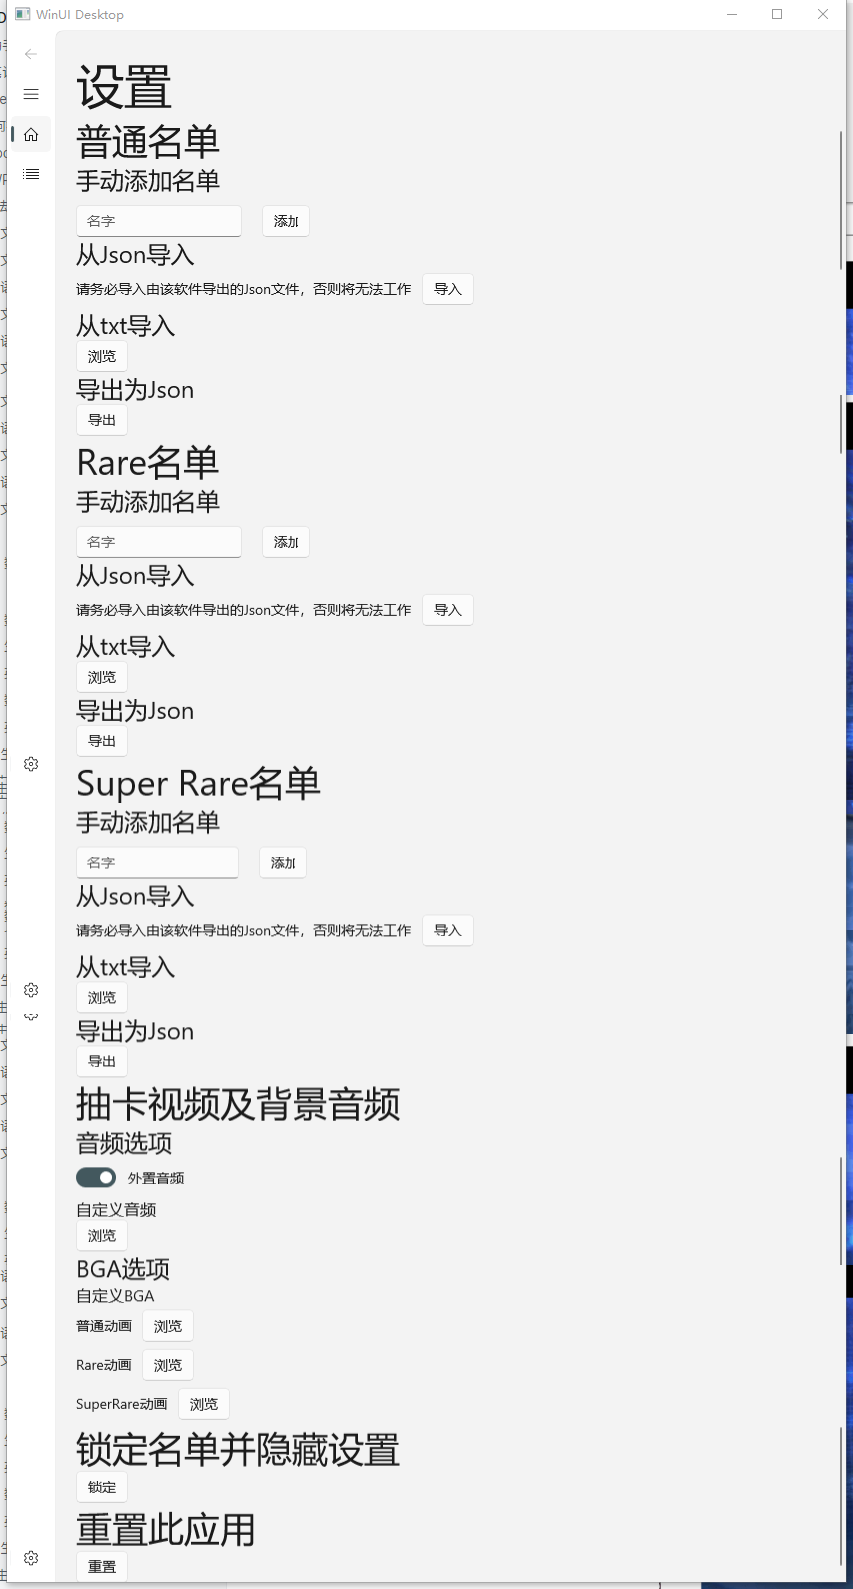 WinUI Desktop
设置
普通名单
手动添加名单
名字 添加
从Json导入
请务必导入由该软件导出的Json文件，否则将无法工作 导入
从txt导入
浏览
导出为Json
导出
Rare名单
手动添加名单
名字 添加
从Json导入
请务必导入由该软件导出的Json文件，否则将无法工作 导入
从txt导入
浏览
导出为Json
导出
Super Rare名单
手动添加名单
名字 添加
从Json导入
请务必导入由该软件导出的Json文件，否则将无法工作 导入
从txt导入
浏览
导出为Json
导出
抽卡视频及背景音频
音频选项
外置音频
自定义音频
浏览
BGA选项
自定义BGA
普通动画 浏览
Rare动画 浏览
SuperRare动画 浏览
锁定名单并隐藏设置
锁定
重置此应用
重置